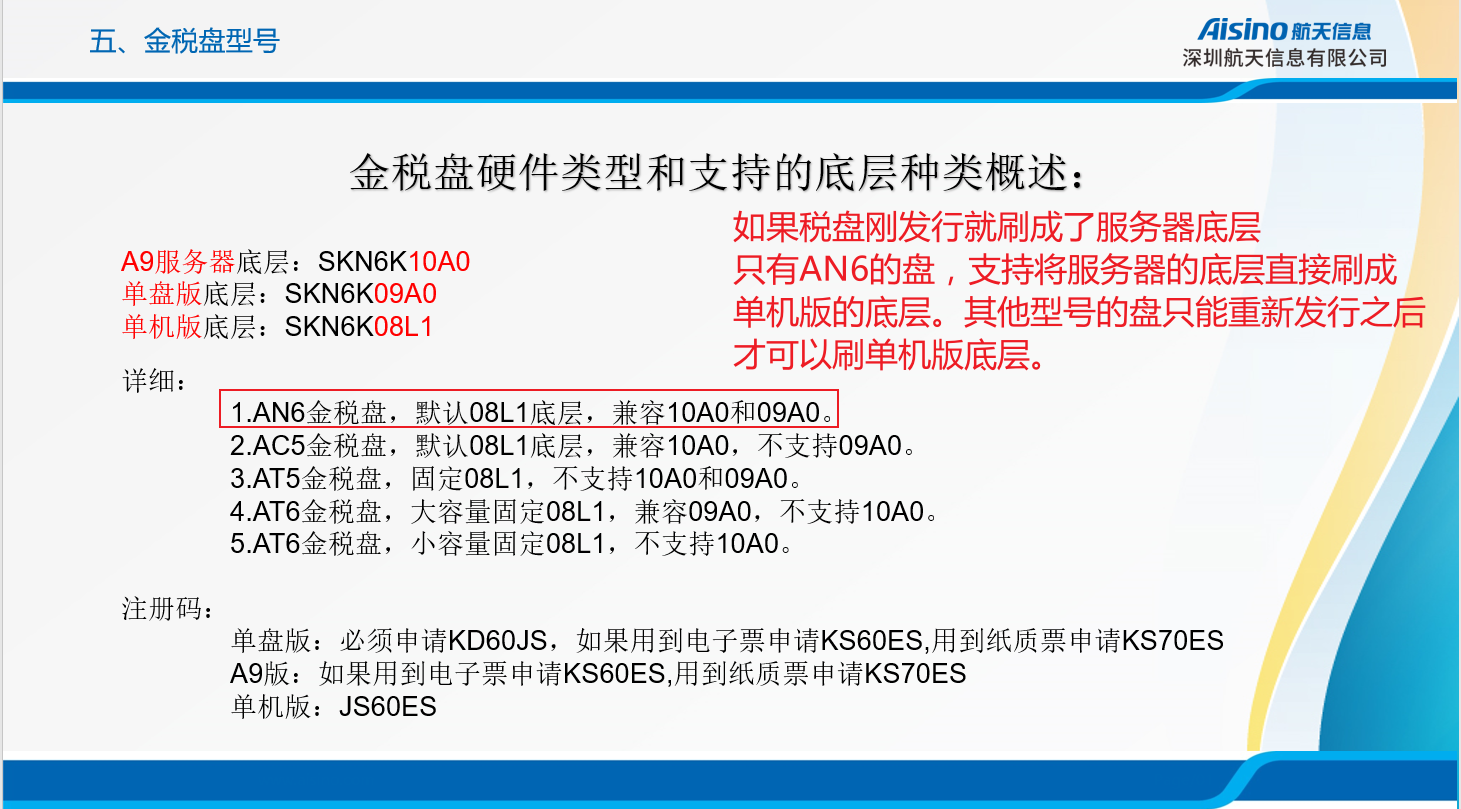 五、金税盘型号
Aisino 航天信息
深圳航天信息有限公司
金税盘硬件类型和支持的底层种类概述：
如果税盘刚发行就刷成了服务器底层
只有AN6的盘，支持将服务器的底层直接刷成
单机版的底层。其他型号的盘只能重新发行之后
才可以刷单机版底层。
A9服务器底层：SKN6K10A0
单盘版底层：SKN6K09A0
单机版底层：SKN6K08L1
详细：
1.AN6金税盘，默认08L1底层，兼容10A0和09A0。
2.AC5金税盘，默认08L1底层，兼容10A0，不支持09A0。
3.AT5金税盘，固定08L1，不支持10A0和09A0。
4.AT6金税盘，大容量固定08L1，兼容09A0，不支持10A0。
5.AT6金税盘，小容量固定08L1，不支持10A0。
注册码：
单盘版：必须申请KD60JS，如果用到电子票申请KS60ES,用到纸质票申请KS70ES
A9版：如果用到电子票申请KS60ES,用到纸质票申请KS70ES
单机版：JS60ES